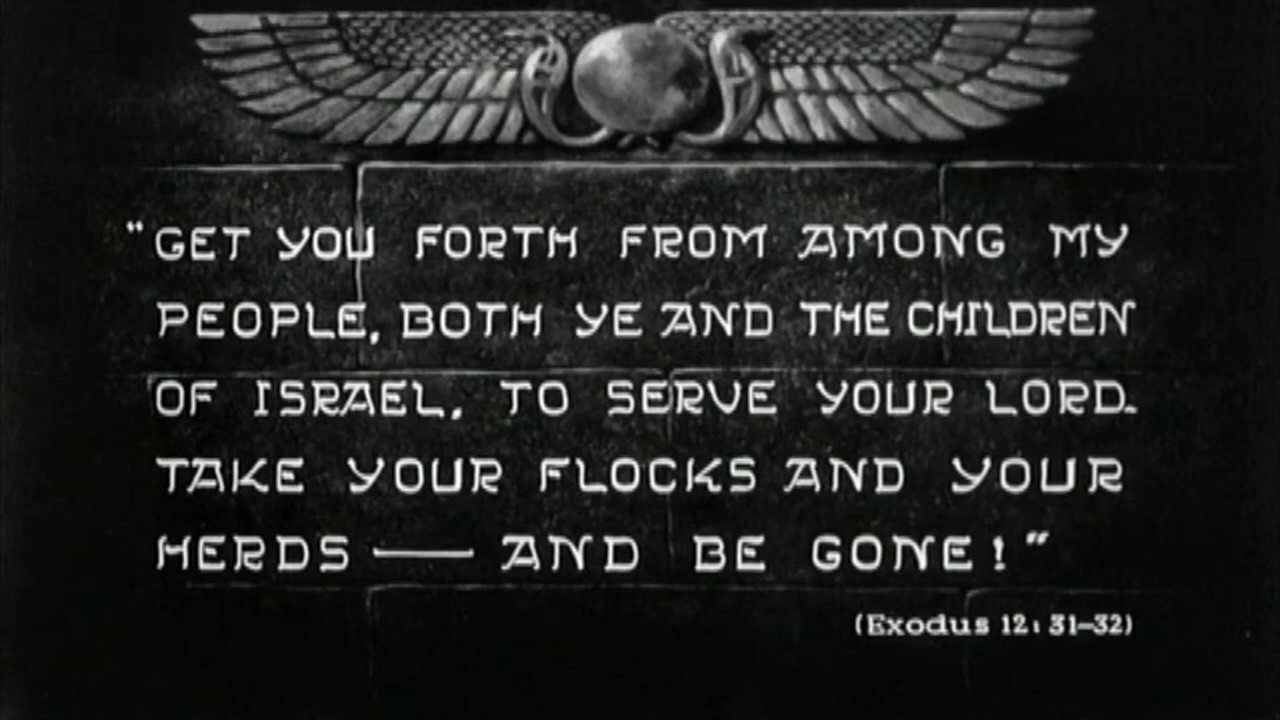 "GET YOU FORTH FROM AMONG MY
PEOPLE, BOTH YE AND THE CHILDREN
OF ISRAEL, TO SERVE YOUR LORD.
TAKE YOUR FLOCKS AND YOUR
HERDS — AND BE GONE!"
(Exodus 12:31–32)